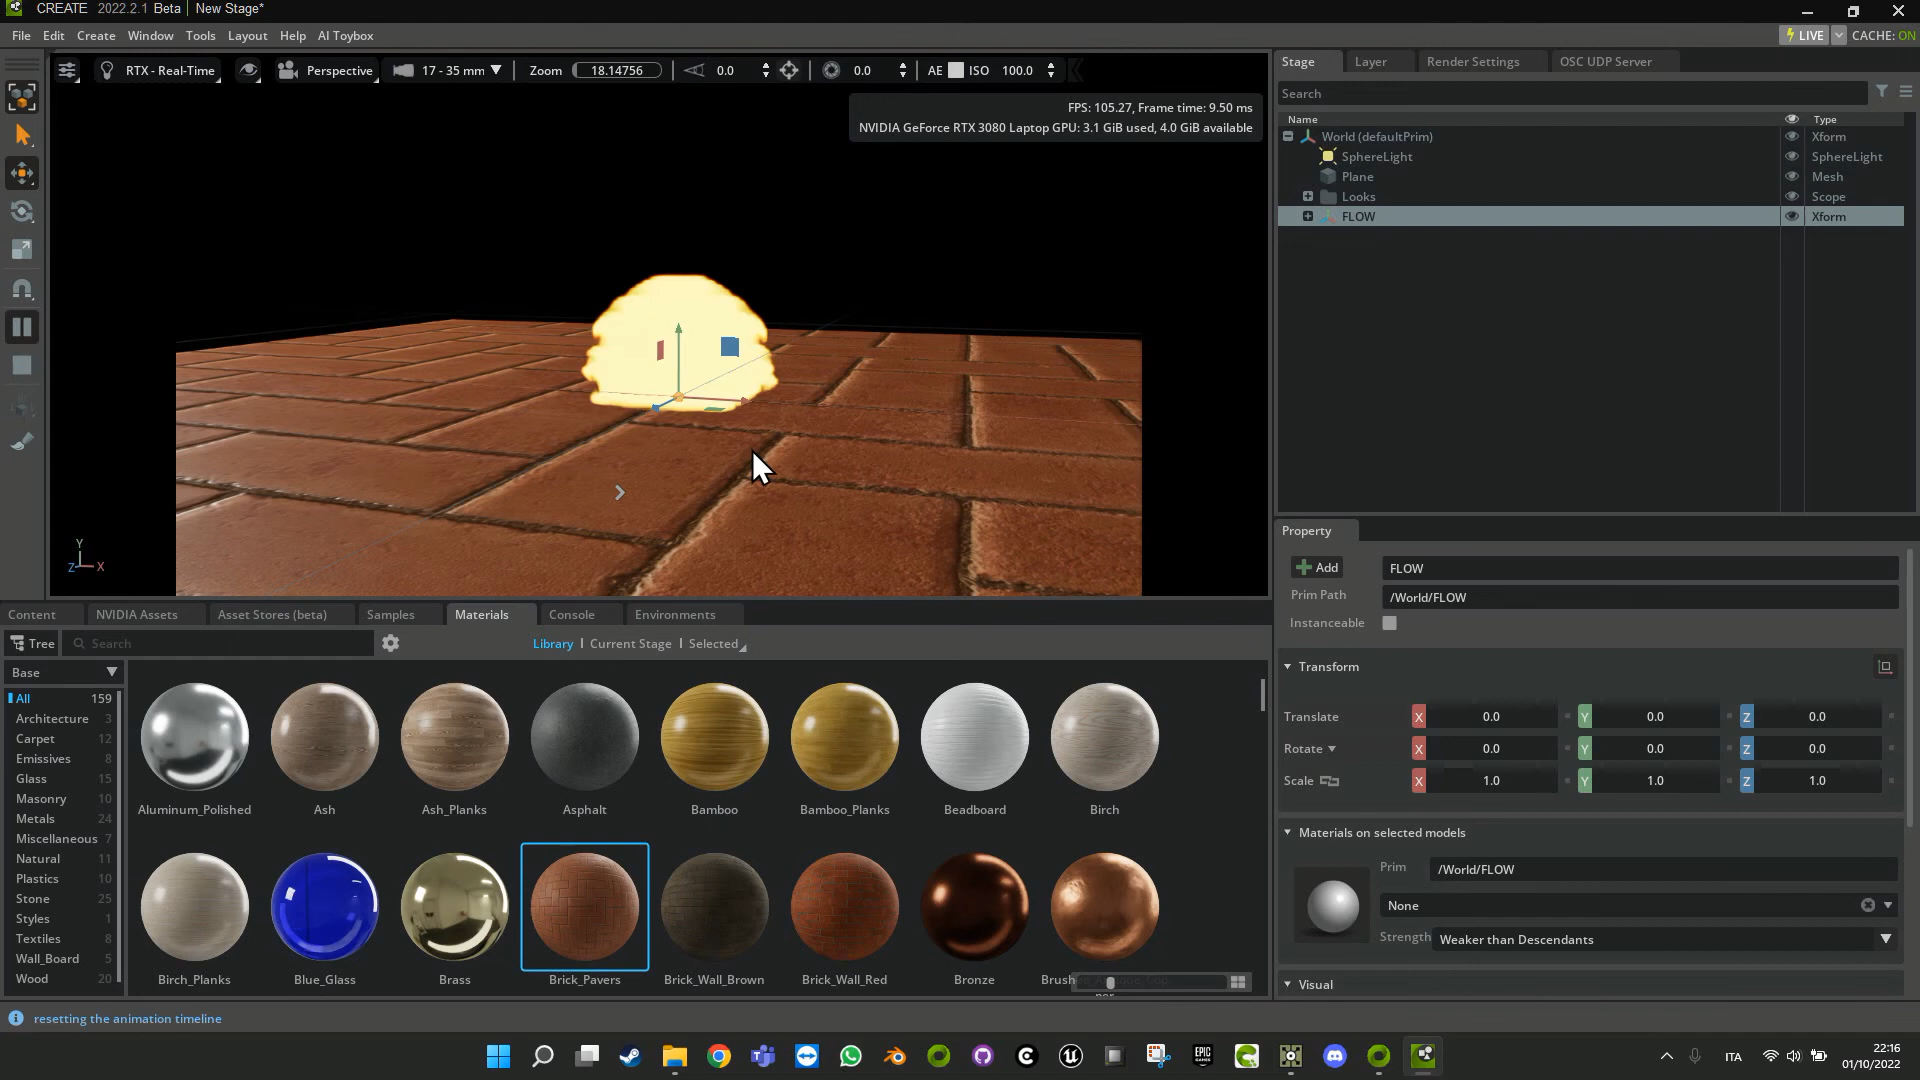 CREATE 2022.2.1 Beta New Stage*
File Edit Create Window Tools Layout Help AI Toybox
LIVE CACHE: ON
RTX - Real-Time Perspective 17 - 35 mm Zoom 18.14756 0.0 0.0 AE ISO 100.0
FPS: 105.27, Frame time: 9.50 ms
NVIDIA GeForce RTX 3080 Laptop GPU: 3.1 GiB used, 4.0 GiB available
Y
Z X
Stage Layer Render Settings OSC UDP Server
Search
Name Type
World (defaultPrim) Xform
SphereLight SphereLight
Plane Mesh
Looks Scope
FLOW Xform
Property
Add FLOW
Prim Path /World/FLOW
Instanceable
Transform
Translate X 0.0 Y 0.0 Z 0.0
Rotate X 0.0 Y 0.0 Z 0.0
Scale X 1.0 Y 1.0 Z 1.0
Materials on selected models
Prim /World/FLOW
None
Strength Weaker than Descendants
Visual
Content NVIDIA Assets Asset Stores (beta) Samples Materials Console Environments
Tree Search Library Current Stage Selected
Base
All 159
Architecture 3
Carpet 12
Emissives 8
Glass 15
Masonry 10
Metals 24
Miscellaneous 7
Natural 11
Plastics 10
Stone 25
Styles 1
Textiles 8
Wall_Board 5
Wood 20
Aluminum_Polished Ash Ash_Planks Asphalt Bamboo Bamboo_Planks Beadboard Birch
Birch_Planks Blue_Glass Brass Brick_Pavers Brick_Wall_Brown Brick_Wall_Red Bronze
resetting the animation timeline
EPIC GAMES
ITA
22:16
01/10/2022